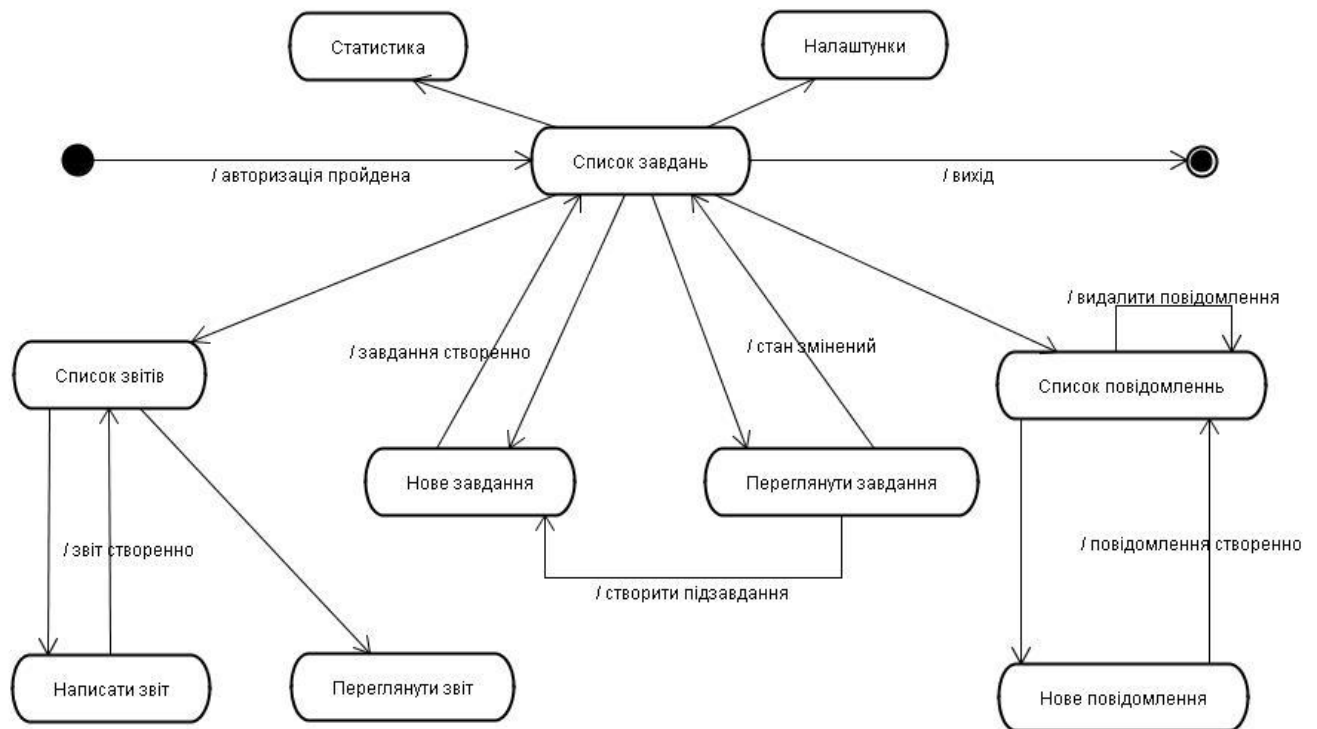 Статистика
Налаштунки
Список завдань
/ авторизація пройдена
/ вихід
/ видалити повідомлення
/ завдання створенно
/ стан змінений
Список звітів
Список повідомленнь
Нове завдання
Переглянути завдання
/ звіт створенно
/ повідомлення створенно
/ створити підзавдання
Написати звіт
Переглянути звіт
Нове повідомлення